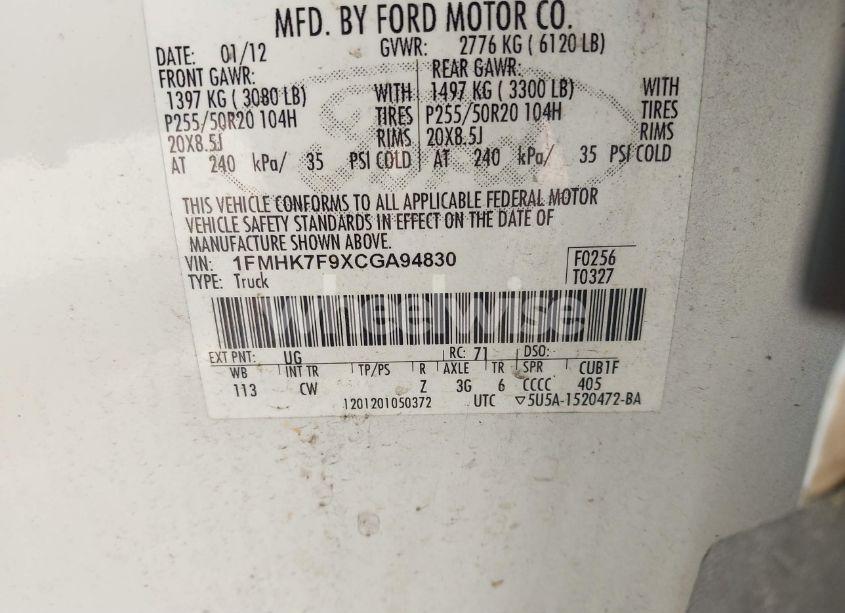 MFD. BY FORD MOTOR CO.
DATE: 01/12 GVWR: 2776 KG ( 6120 LB)
FRONT GAWR: REAR GAWR:
1397 KG ( 3080 LB) WITH 1497 KG ( 3300 LB) WITH
P255/50R20 104H TIRES P255/50R20 104H TIRES
20X8.5J RIMS 20X8.5J RIMS
AT 240 kPa/ 35 PSI COLD AT 240 kPa/ 35 PSI COLD
THIS VEHICLE CONFORMS TO ALL APPLICABLE FEDERAL MOTOR
VEHICLE SAFETY STANDARDS IN EFFECT ON THE DATE OF
MANUFACTURE SHOWN ABOVE.
VIN: 1FMHK7F9XCGA94830 F0256
TYPE: Truck T0327
wheelwise
EXT PNT: UG RC: 71 DSO:
WB INT TR TP/PS R AXLE TR SPR CUB1F
113 CW Z 3G 6 CCCC 405
1201201050372 UTC ▽5U5A-1520472-BA